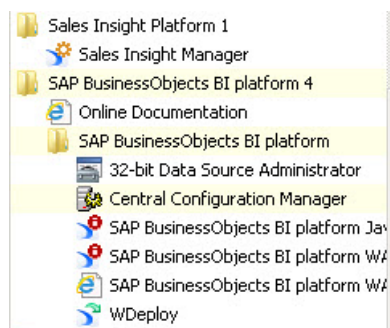 Sales Insight Platform 1
Sales Insight Manager
SAP BusinessObjects BI platform 4
Online Documentation
SAP BusinessObjects BI platform
32-bit Data Source Administrator
Central Configuration Manager
SAP BusinessObjects BI platform Jav
SAP BusinessObjects BI platform WA
SAP BusinessObjects BI platform WA
WDeploy